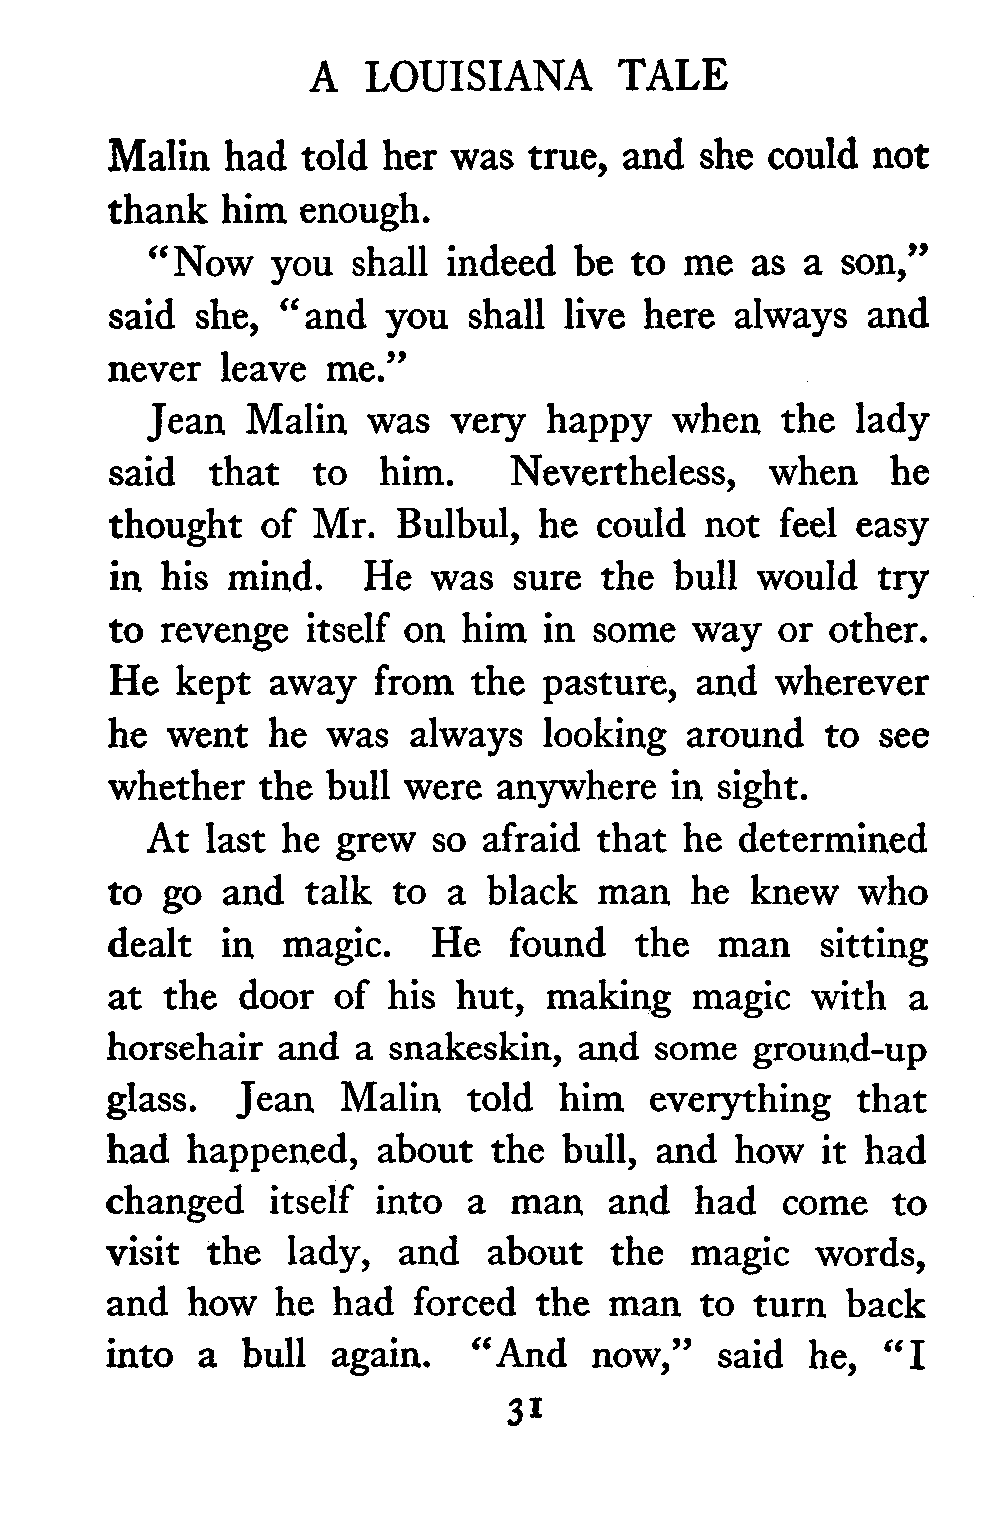 A LOUISIANA TALE
Malin had told her was true, and she could not
thank him enough.
“Now you shall indeed be to me as a son,”
said she, “and you shall live here always and
never leave me.”
Jean Malin was very happy when the lady
said that to him. Nevertheless, when he
thought of Mr. Bulbul, he could not feel easy
in his mind. He was sure the bull would try
to revenge itself on him in some way or other.
He kept away from the pasture, and wherever
he went he was always looking around to see
whether the bull were anywhere in sight.
At last he grew so afraid that he determined
to go and talk to a black man he knew who
dealt in magic. He found the man sitting
at the door of his hut, making magic with a
horsehair and a snakeskin, and some ground-up
glass. Jean Malin told him everything that
had happened, about the bull, and how it had
changed itself into a man and had come to
visit the lady, and about the magic words,
and how he had forced the man to turn back
into a bull again. “And now,” said he, “I
31